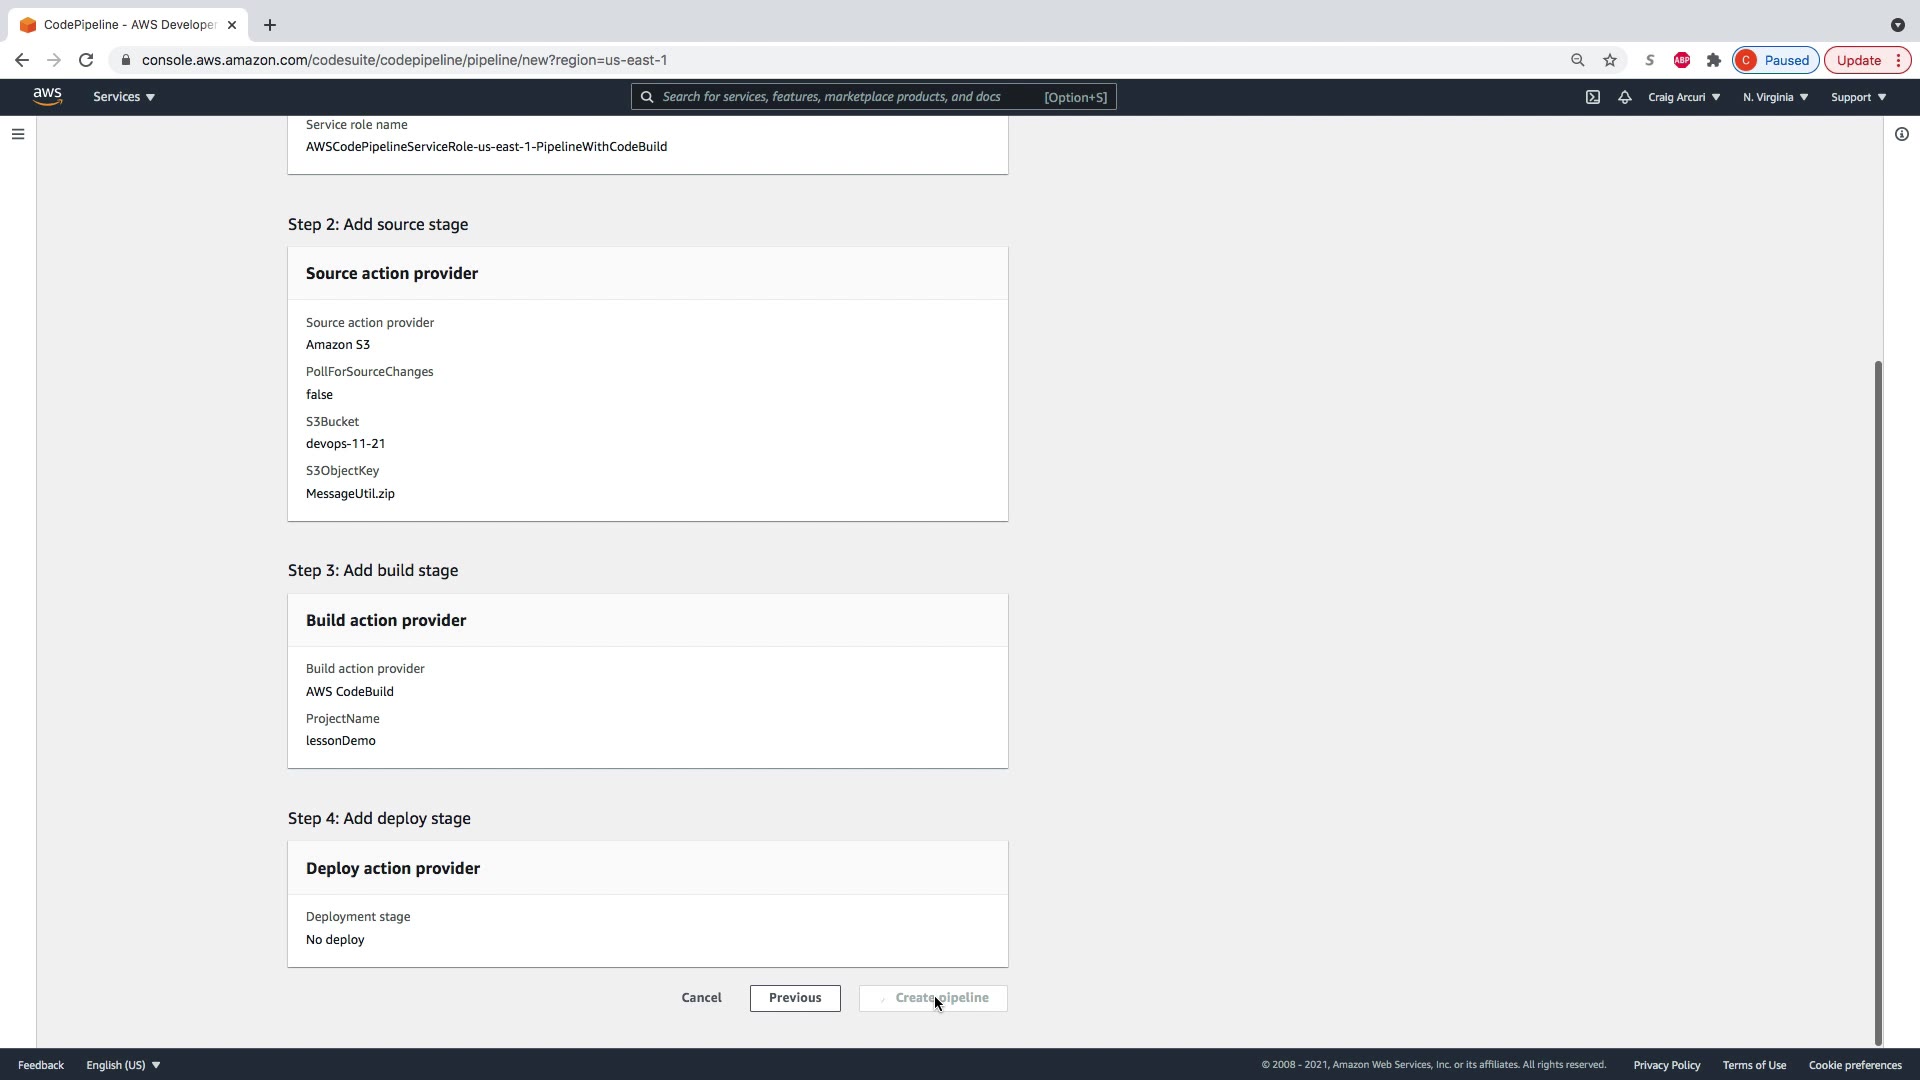 CodePipeline - AWS Developer
console.aws.amazon.com/codesuite/codepipeline/pipeline/new?region=us-east-1
S
ABP
C
Paused
Update
aws
Services
Search for services, features, marketplace products, and docs
[Option+S]
Craig Arcuri
N. Virginia
Support
Service role name
AWSCodePipelineServiceRole-us-east-1-PipelineWithCodeBuild
Step 2: Add source stage
Source action provider
Source action provider
Amazon S3
PollForSourceChanges
false
S3Bucket
devops-11-21
S3ObjectKey
MessageUtil.zip
Step 3: Add build stage
Build action provider
Build action provider
AWS CodeBuild
ProjectName
lessonDemo
Step 4: Add deploy stage
Deploy action provider
Deployment stage
No deploy
Cancel
Previous
Create pipeline
Feedback
English (US)
© 2008 - 2021, Amazon Web Services, Inc. or its affiliates. All rights reserved.
Privacy Policy
Terms of Use
Cookie preferences